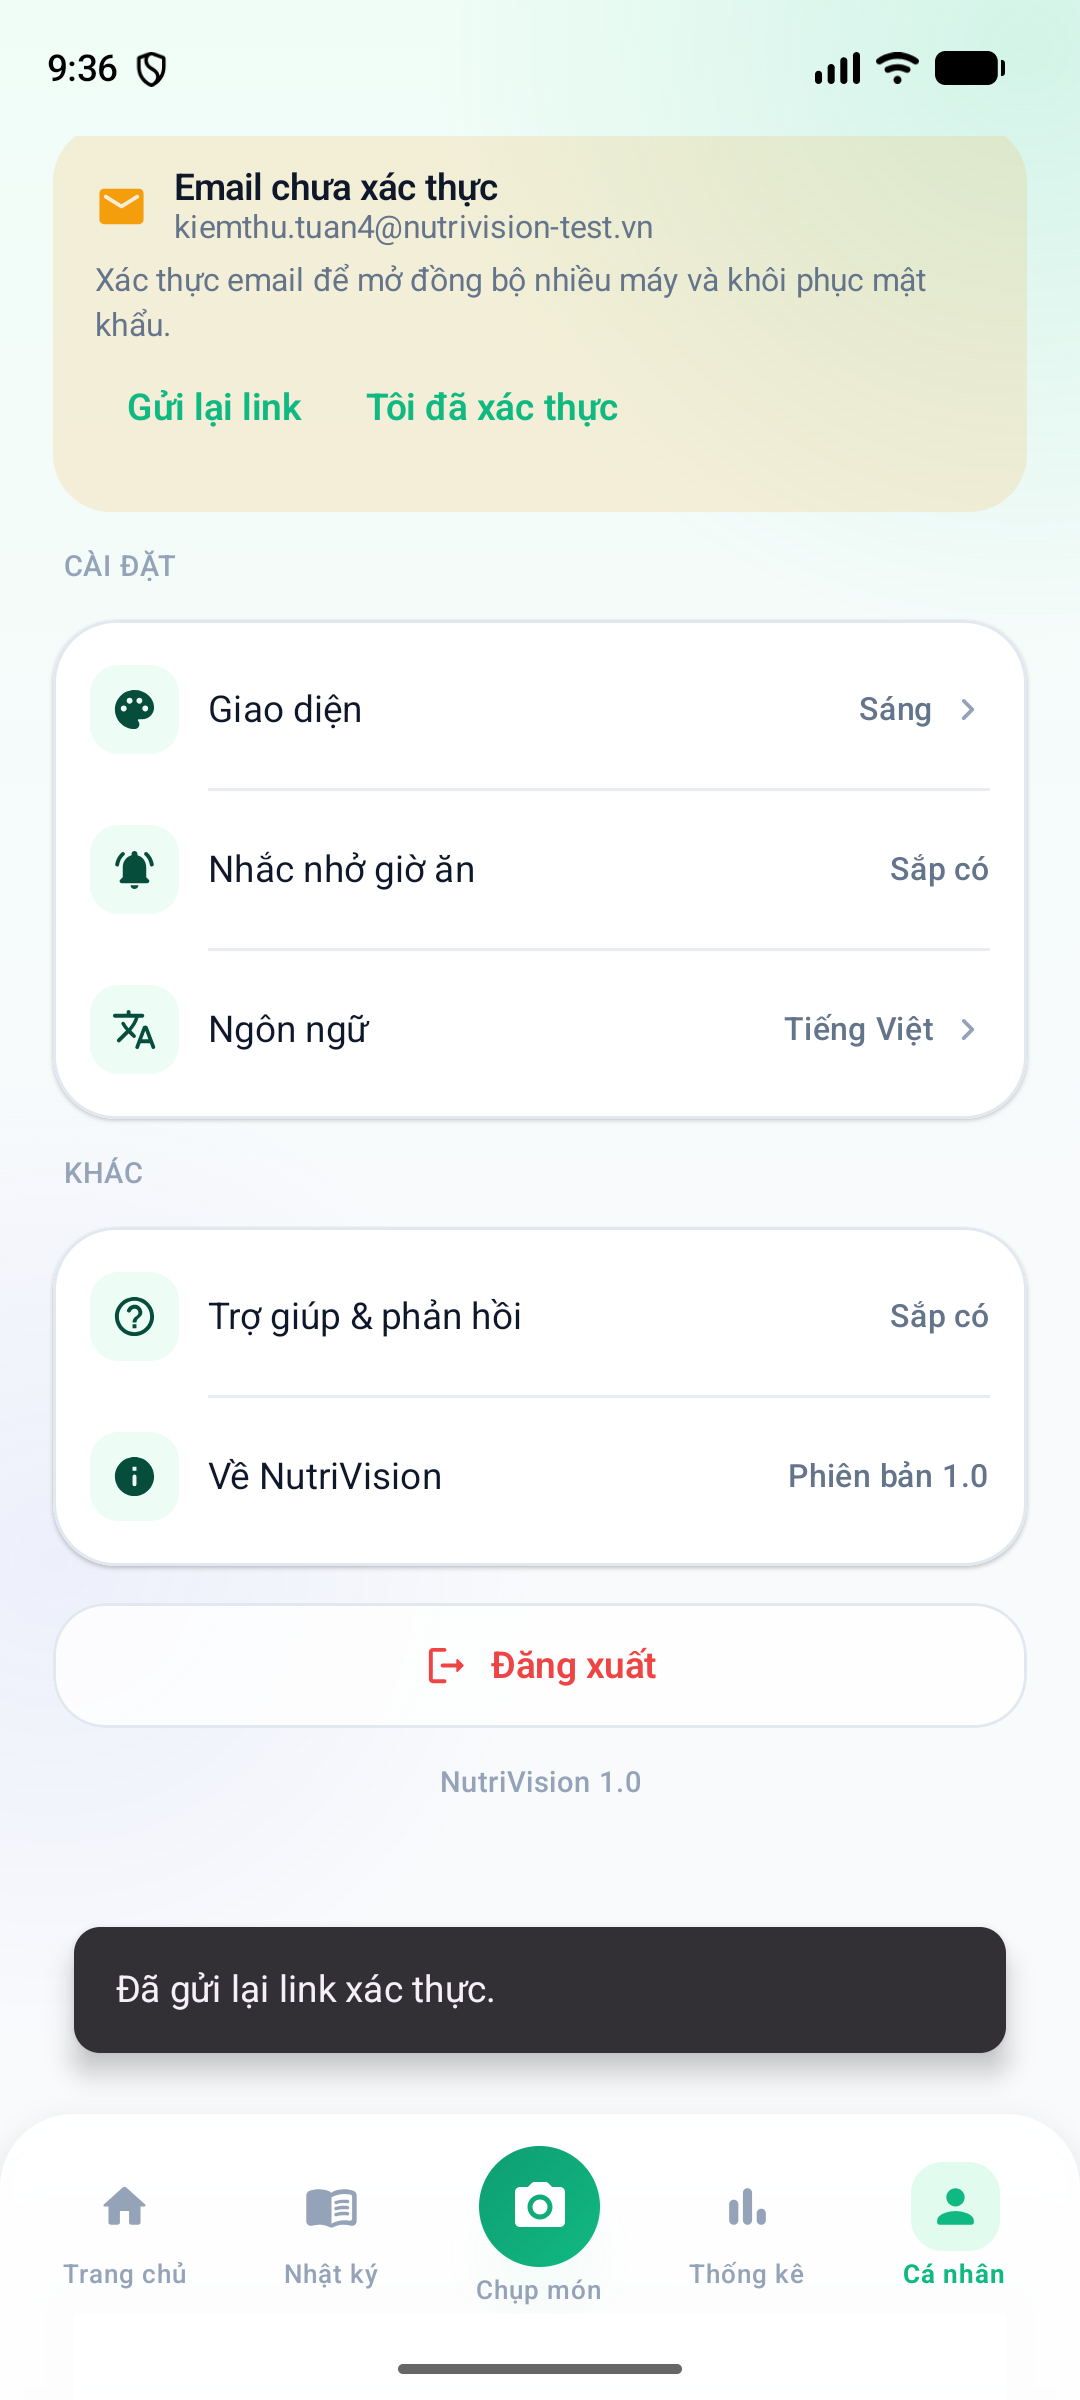 9:36
Email chưa xác thực
kiemthu.tuan4@nutrivision-test.vn
Xác thực email để mở đồng bộ nhiều máy và khôi phục mật
khẩu.
Gửi lại link
Tôi đã xác thực
CÀI ĐẶT
Giao diện
Sáng
Nhắc nhở giờ ăn
Sắp có
Ngôn ngữ
Tiếng Việt
KHÁC
Trợ giúp & phản hồi
Sắp có
Về NutriVision
Phiên bản 1.0
Đăng xuất
NutriVision 1.0
Đã gửi lại link xác thực.
Trang chủ
Nhật ký
Chụp món
Thống kê
Cá nhân